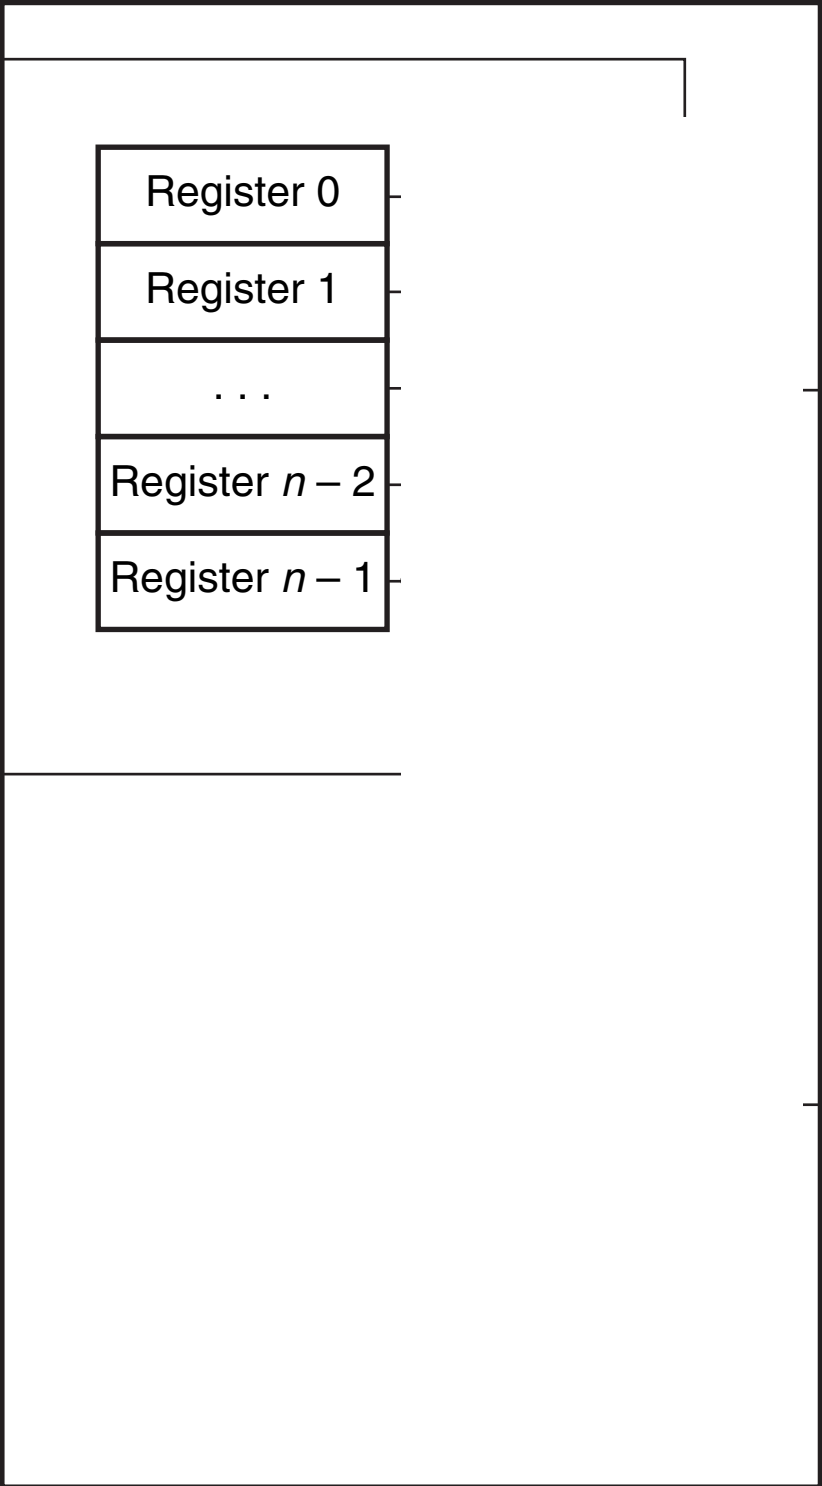 Register 0
Register 1
. . .
Register n – 2
Register n – 1